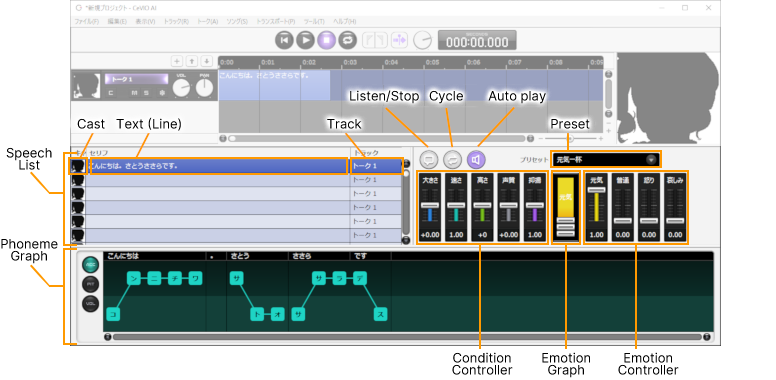 *新規プロジェクト - CeVIO AI
ファイル(F) 編集(E) 表示(V) トラック(R) トーク(A) ソング(S) トランスポート(P) ツール(T) ヘルプ(H)
000:00.000
0:00 0:01 0:02 0:03 0:04 0:05 0:06 0:07 0:08 0:09
トーク 1 VOL PAN
C M S
こんにちは。さとうささらです。
Listen/Stop Cycle Auto play
Cast Text (Line) Track Preset
Speech List
セリフ トラック
プリセット 元気一杯
こんにちは。さとうささらです。 トーク 1
トーク 1
トーク 1
トーク 1
トーク 1
トーク 1
大きさ 速さ 高さ 声質 抑揚 元気 元気 普通 怒り 哀しみ
+0.00 1.00 +0 +0.00 1.00 1.00 0.00 0.00 0.00
Phoneme Graph
こんにちは 。 さとう ささら です
PIT
VOL
コ ン ニ チ ワ サ ト オ サ サ ラ デ ス
Condition Controller
Emotion Graph
Emotion Controller